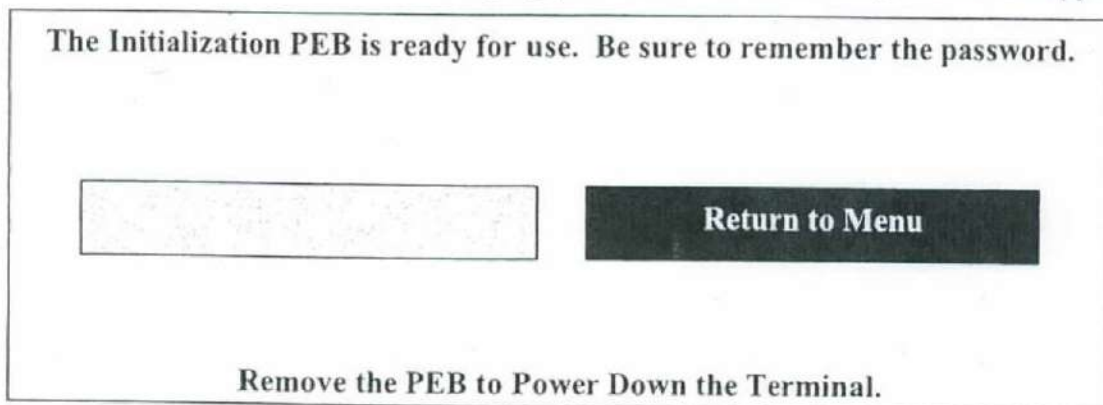 The Initialization PEB is ready for use. Be sure to remember the password.
Return to Menu
Remove the PEB to Power Down the Terminal.